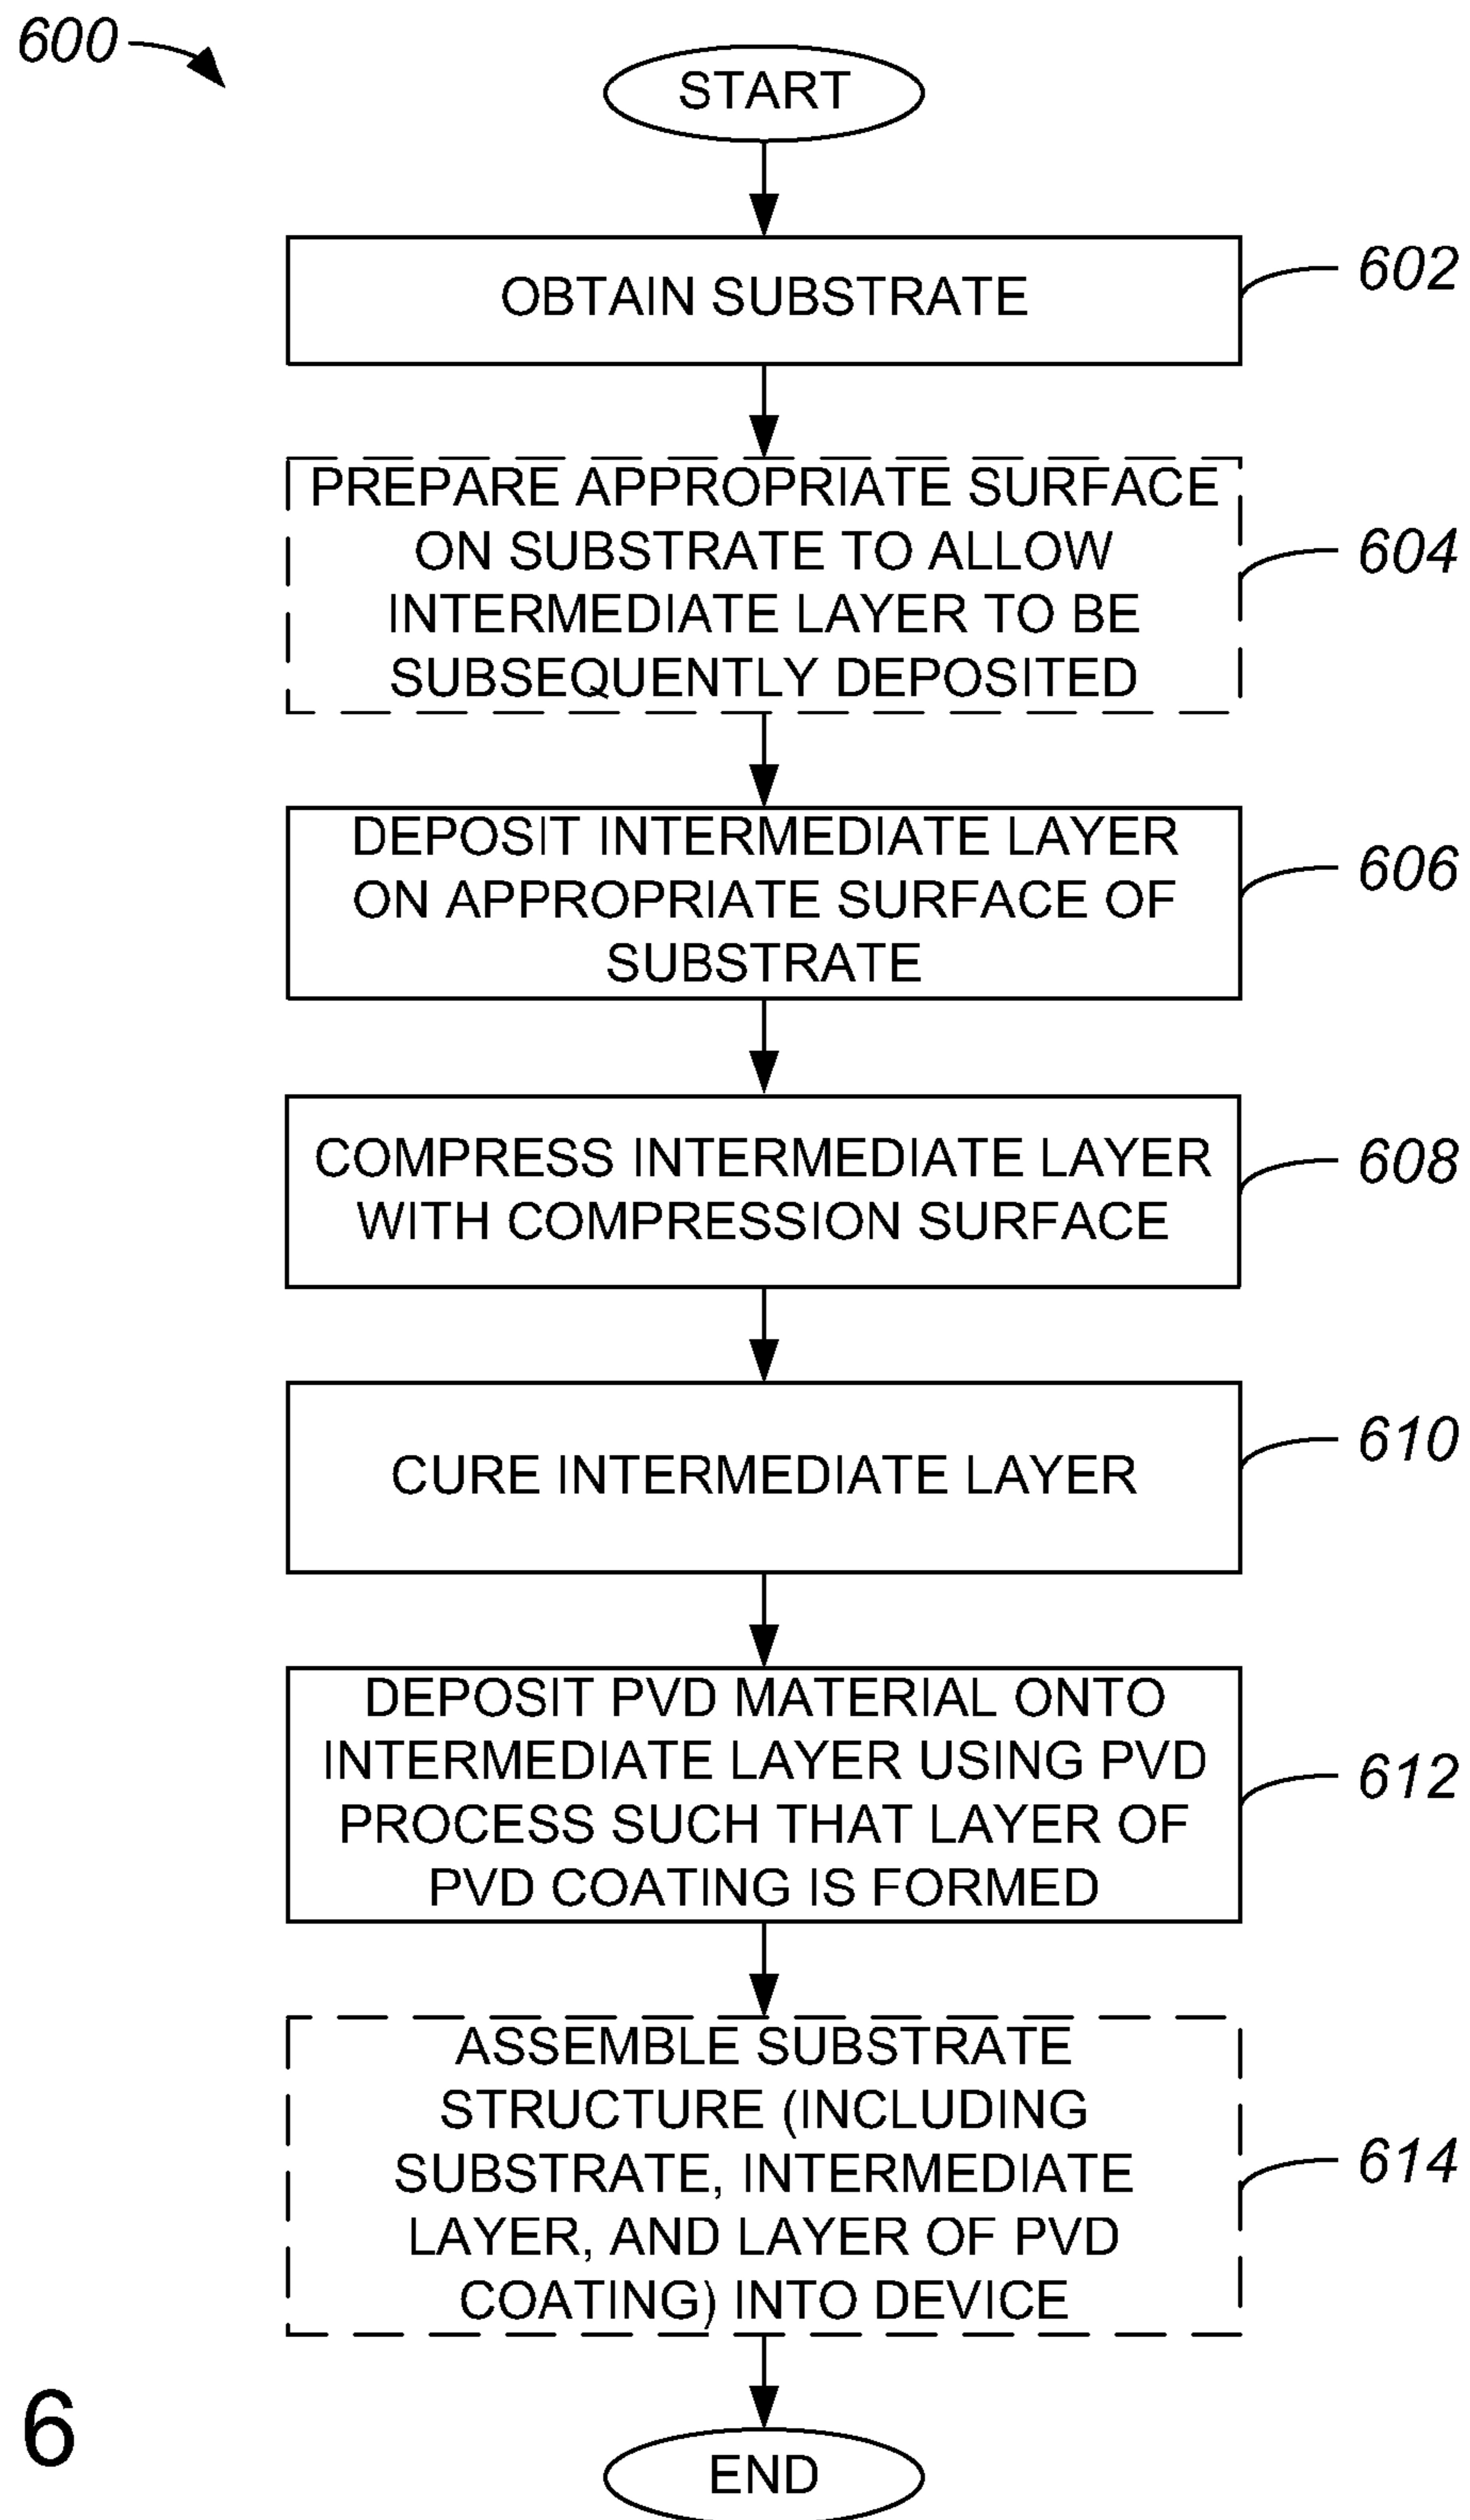 600
START
OBTAIN SUBSTRATE
602
PREPARE APPROPRIATE SURFACE
ON SUBSTRATE TO ALLOW
INTERMEDIATE LAYER TO BE
SUBSEQUENTLY DEPOSITED
604
DEPOSIT INTERMEDIATE LAYER
ON APPROPRIATE SURFACE OF
SUBSTRATE
606
COMPRESS INTERMEDIATE LAYER
WITH COMPRESSION SURFACE
608
CURE INTERMEDIATE LAYER
610
DEPOSIT PVD MATERIAL ONTO
INTERMEDIATE LAYER USING PVD
PROCESS SUCH THAT LAYER OF
PVD COATING IS FORMED
612
ASSEMBLE SUBSTRATE
STRUCTURE (INCLUDING
SUBSTRATE, INTERMEDIATE
LAYER, AND LAYER OF PVD
COATING) INTO DEVICE
614
6
END